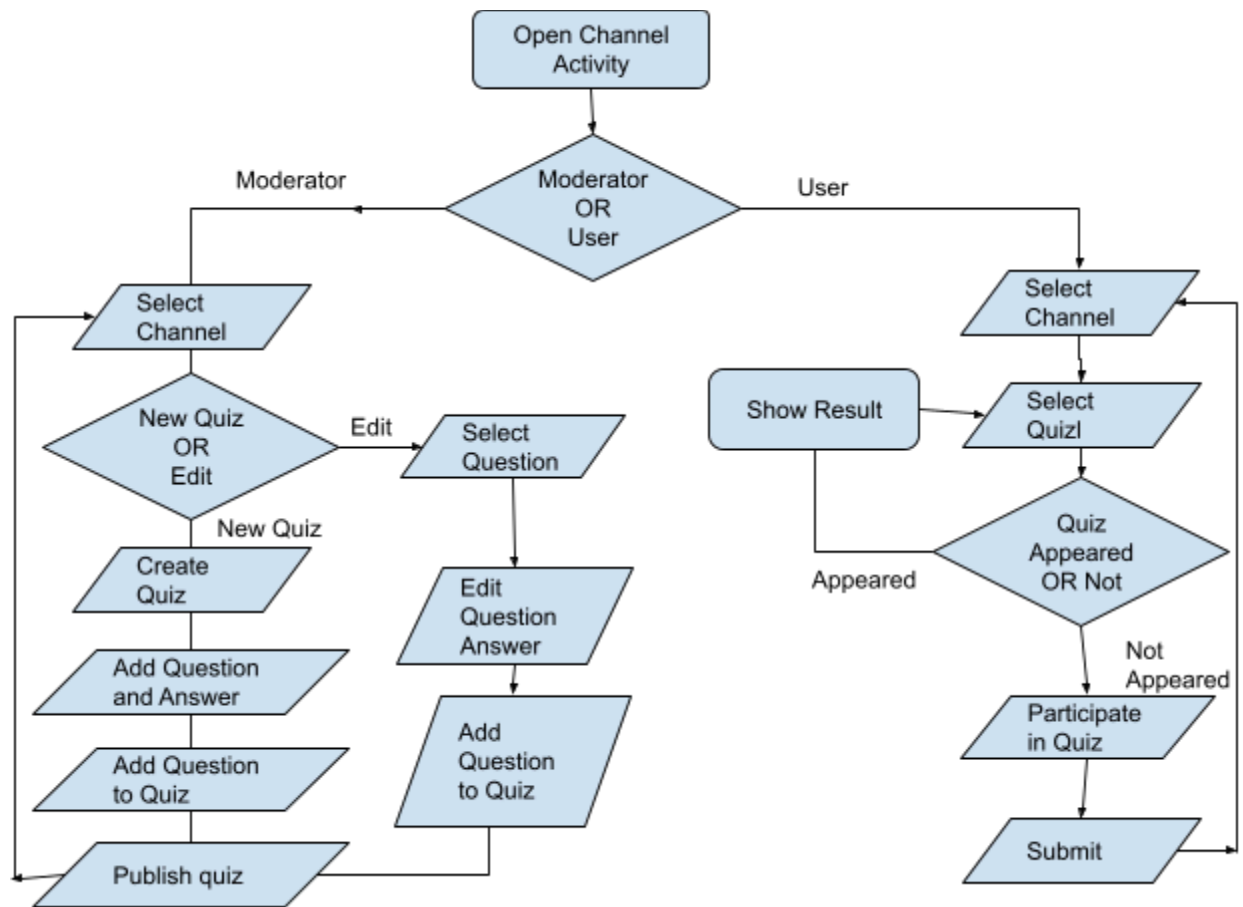 Open Channel
Activity
Moderator
OR
User
Moderator
User
Select
Channel
New Quiz
OR
Edit
Edit
New Quiz
Select
Question
Create
Quiz
Edit
Question
Answer
Add Question
and Answer
Add
Question
to Quiz
Add Question
to Quiz
Publish quiz
Select
Channel
Show Result
Select
Quizl
Quiz
Appeared
OR Not
Appeared
Not
Appeared
Participate
in Quiz
Submit